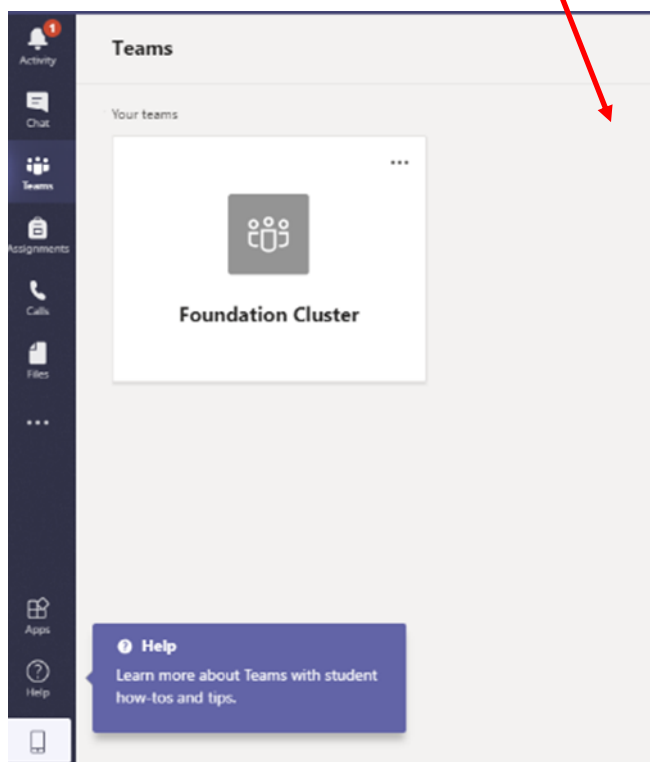 1
Activity
Teams
Chat
Your teams
Teams
...
Assignments
Foundation Cluster
Calls
Files
...
Apps
Help
Help
Learn more about Teams with student
how-tos and tips.